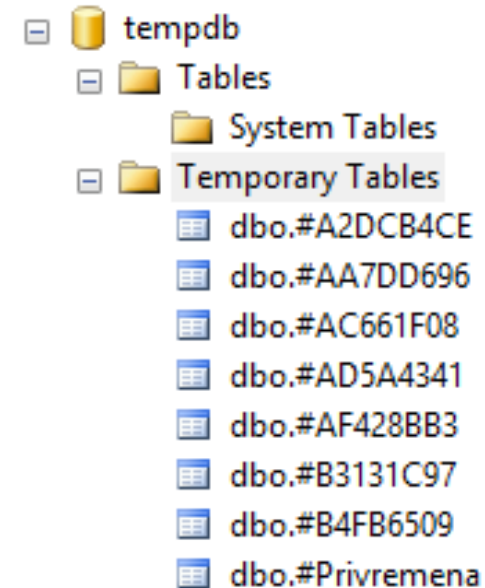 tempdb
Tables
System Tables
Temporary Tables
dbo.#A2DCB4CE
dbo.#AA7DD696
dbo.#AC661F08
dbo.#AD5A4341
dbo.#AF428BB3
dbo.#B3131C97
dbo.#B4FB6509
dbo.#Privremena